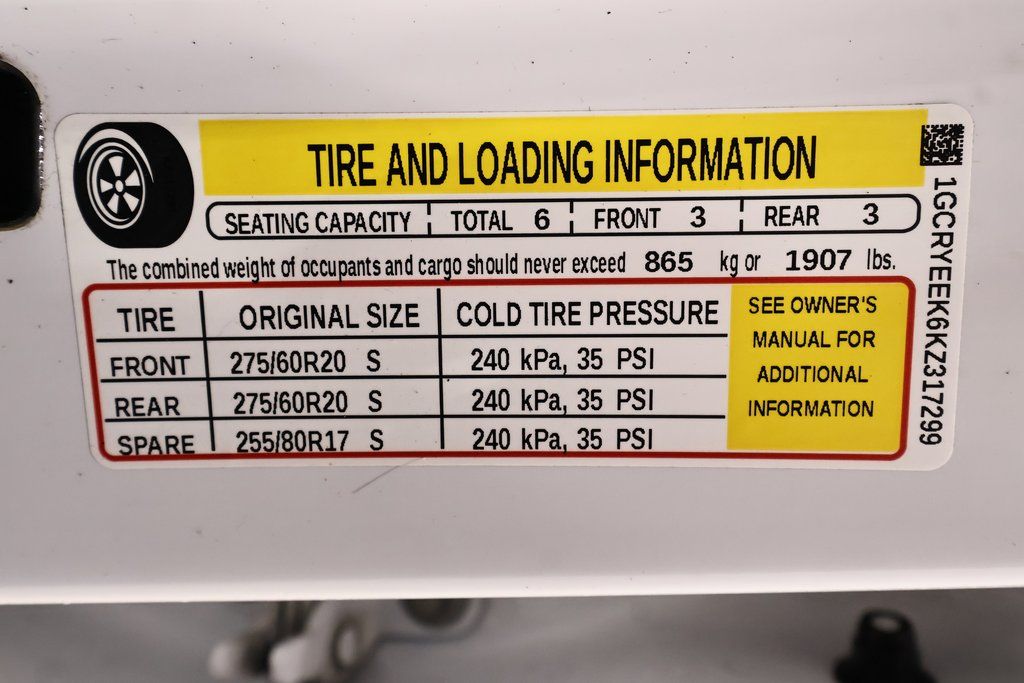 TIRE AND LOADING INFORMATION
SEATING CAPACITY TOTAL 6 FRONT 3 REAR 3
The combined weight of occupants and cargo should never exceed 865 kg or 1907 lbs.
TIRE ORIGINAL SIZE COLD TIRE PRESSURE
FRONT 275/60R20 S 240 kPa, 35 PSI
REAR 275/60R20 S 240 kPa, 35 PSI
SPARE 255/80R17 S 240 kPa, 35 PSI
SEE OWNER'S
MANUAL FOR
ADDITIONAL
INFORMATION
1GCRYEEK6KZ317299